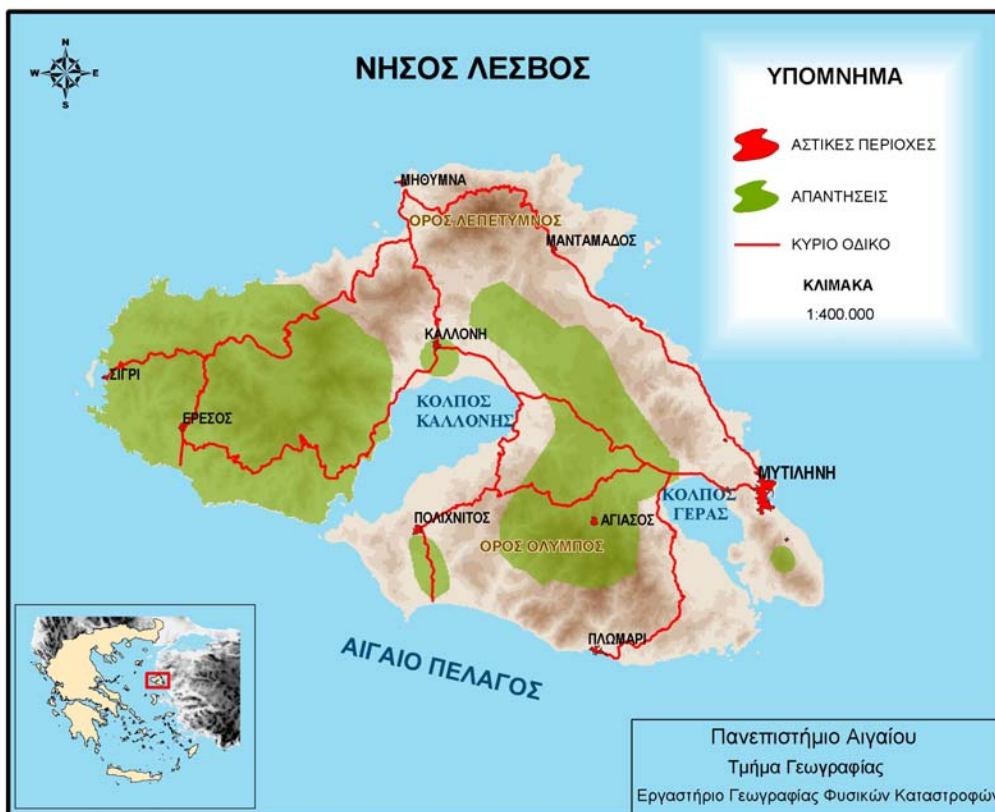 ΝΗΣΟΣ ΛΕΣΒΟΣ
N
W E
S
ΥΠΟΜΝΗΜΑ
ΑΣΤΙΚΕΣ ΠΕΡΙΟΧΕΣ
ΑΠΑΝΤΗΣΕΙΣ
ΚΥΡΙΟ ΟΔΙΚΟ
ΚΛΙΜΑΚΑ
1:400.000
ΜΗΘΥΜΝΑ
ΟΡΟΣ ΛΕΠΕΤΥΜΝΟΣ
ΜΑΝΤΑΜΑΔΟΣ
ΚΑΛΛΟΝΗ
ΣΙΓΡΙ
ΚΟΛΠΟΣ
ΚΑΛΛΟΝΗΣ
ΕΡΕΣΟΣ
ΜΥΤΙΛΗΝΗ
ΚΟΛΠΟΣ
ΓΕΡΑΣ
ΠΟΛΙΧΝΙΤΟΣ
ΑΓΙΑΣΟΣ
ΟΡΟΣ ΟΛΥΜΠΟΣ
ΠΛΩΜΑΡΙ
ΑΙΓΑΙΟ ΠΕΛΑΓΟΣ
Πανεπιστήμιο Αιγαίου
Τμήμα Γεωγραφίας
Εργαστήριο Γεωγραφίας Φυσικών Καταστροφών